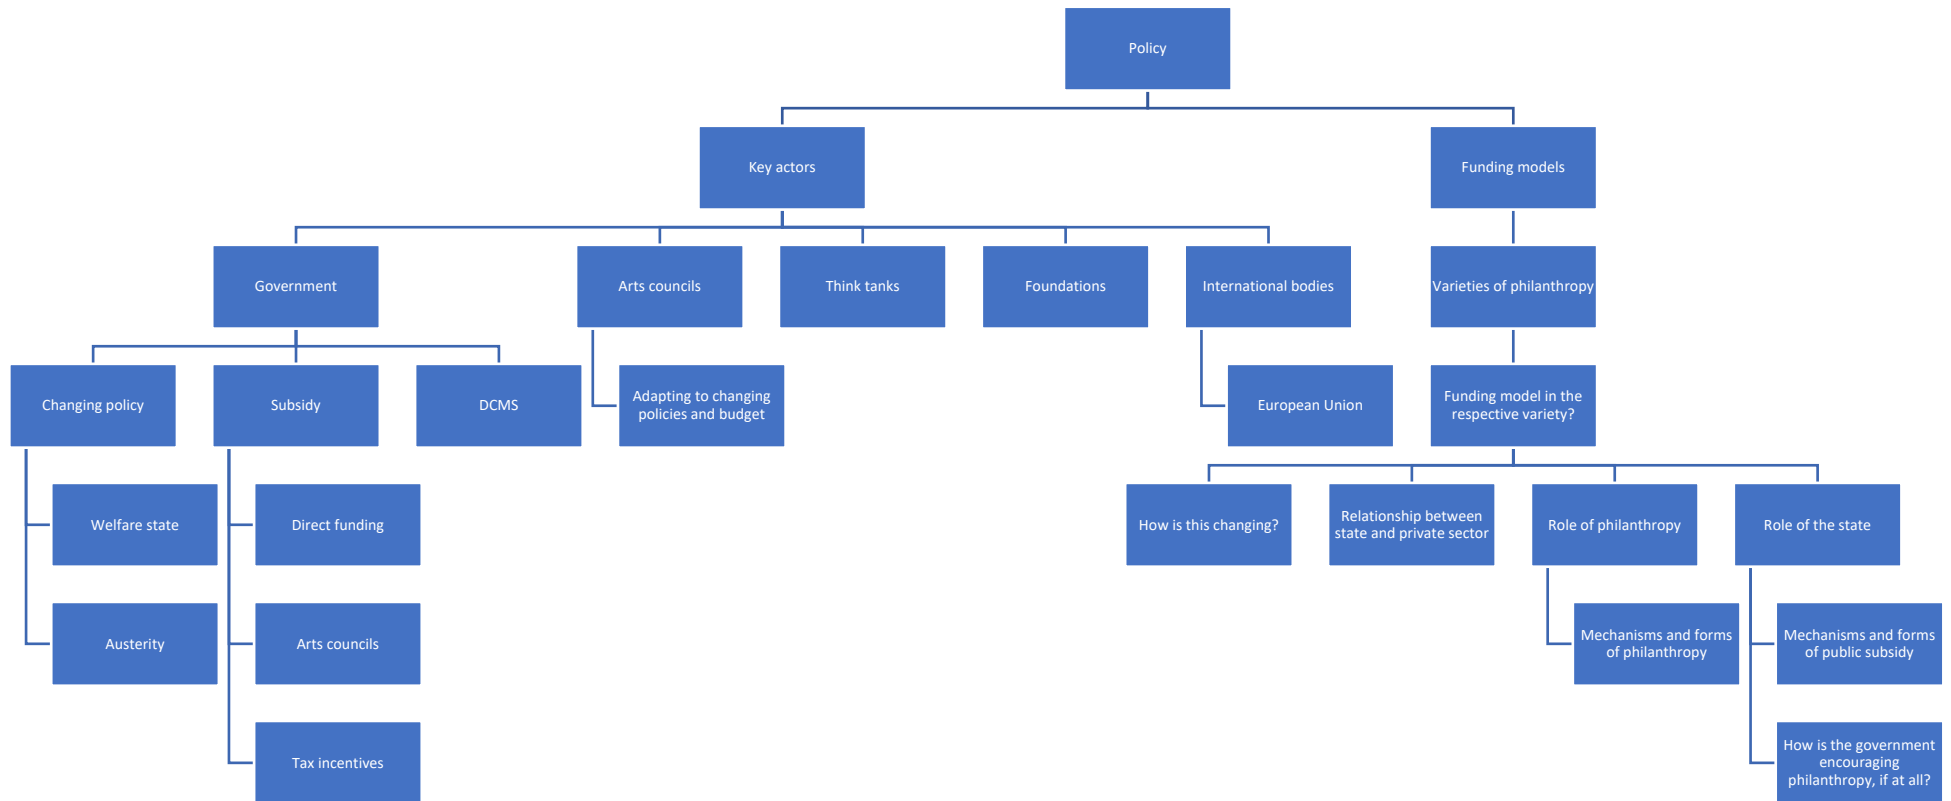 Policy
Key actors
Funding models
Government
Arts councils
Think tanks
Foundations
International bodies
Varieties of philanthropy
Changing policy
Subsidy
DCMS
Adapting to changing
policies and budget
European Union
Funding model in the
respective variety?
Welfare state
Direct funding
How is this changing?
Relationship between
state and private sector
Role of philanthropy
Role of the state
Austerity
Arts councils
Mechanisms and forms
of philanthropy
Mechanisms and forms
of public subsidy
Tax incentives
How is the government
encouraging
philanthropy, if at all?